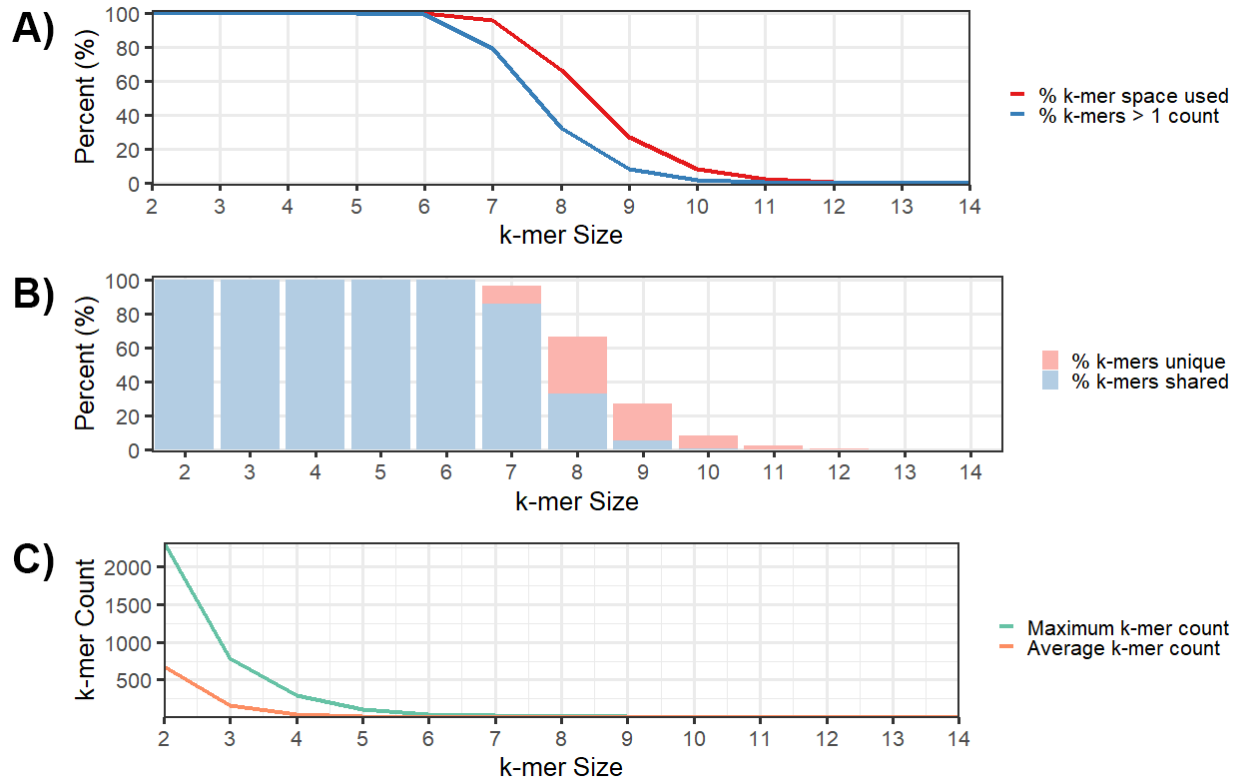 A)
Percent (%)
100
80
60
40
20
0
2 3 4 5 6 7 8 9 10 11 12 13 14
k-mer Size
% k-mer space used
% k-mers > 1 count
B)
Percent (%)
100
80
60
40
20
0
2 3 4 5 6 7 8 9 10 11 12 13 14
k-mer Size
% k-mers unique
% k-mers shared
C)
k-mer Count
2000
1500
1000
500
2 3 4 5 6 7 8 9 10 11 12 13 14
k-mer Size
Maximum k-mer count
Average k-mer count